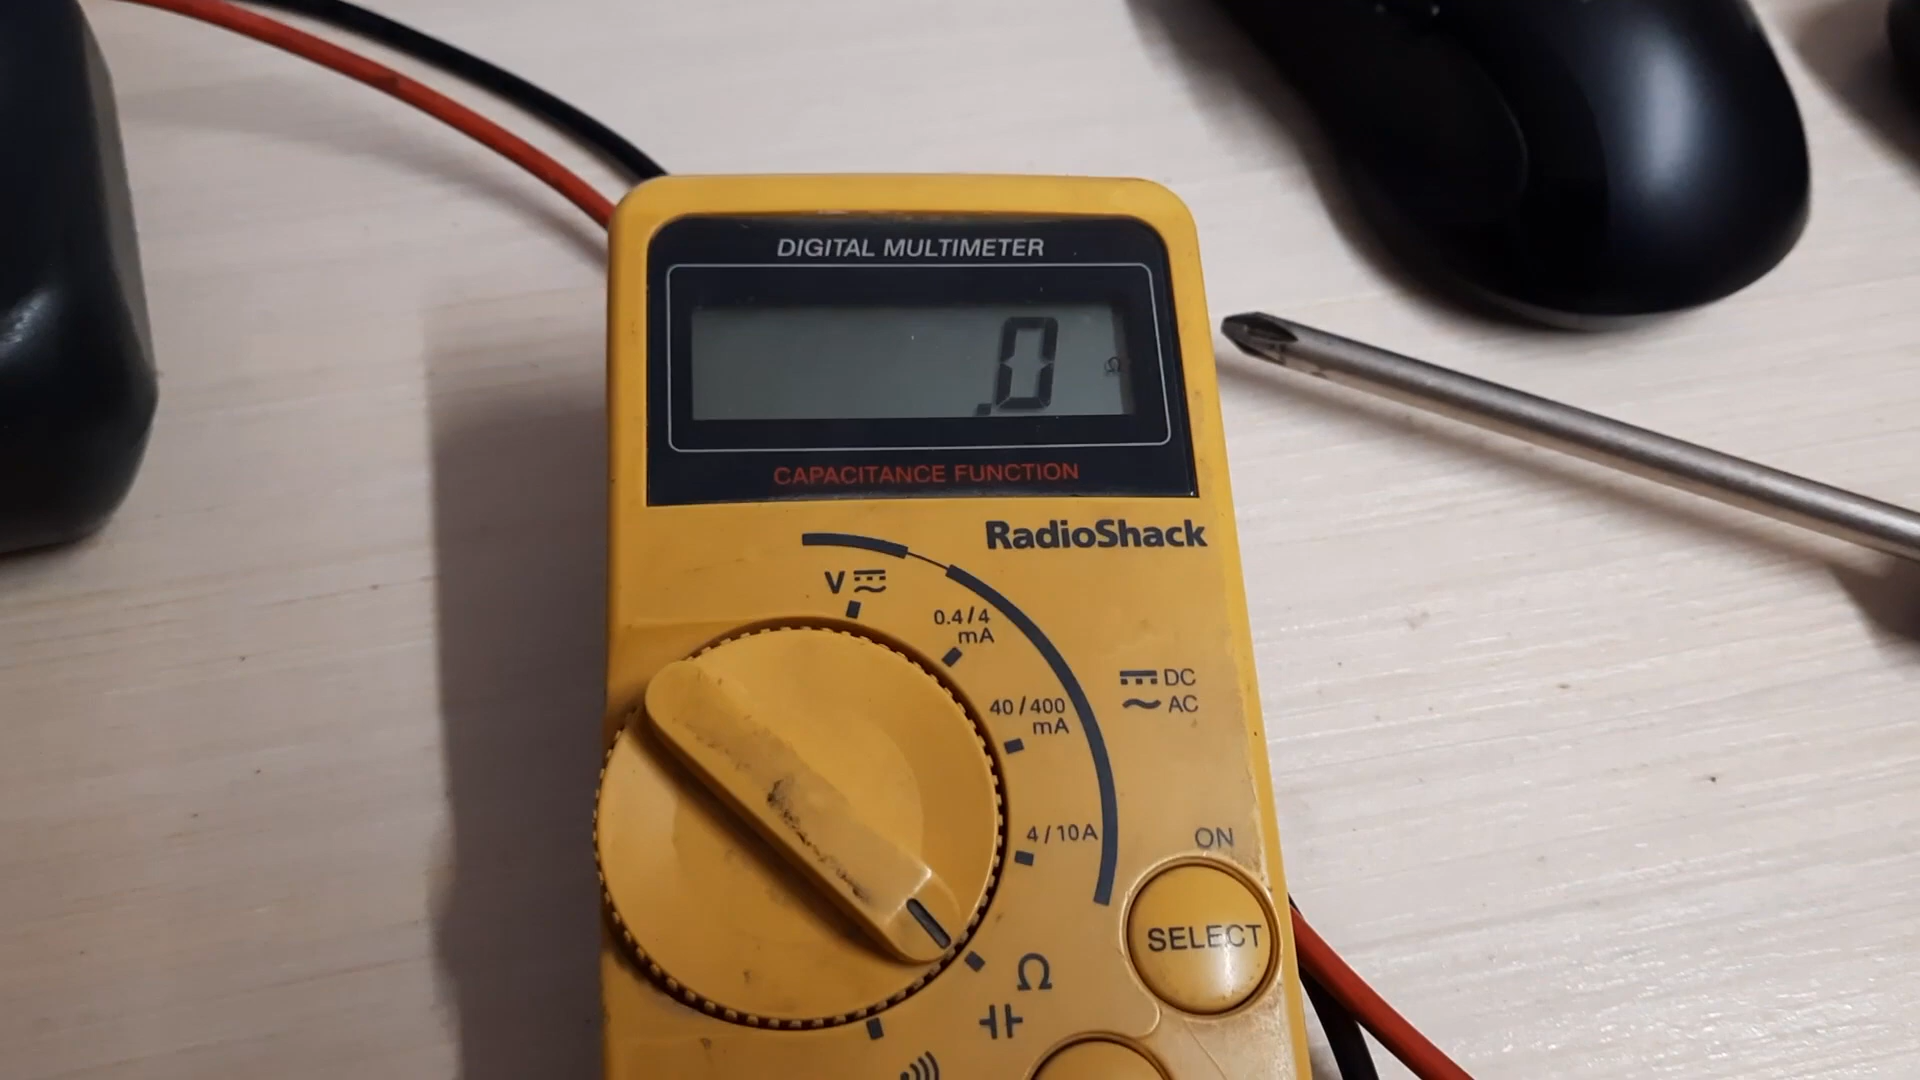 DIGITAL MULTIMETER
.0 Ω
CAPACITANCE FUNCTION
RadioShack
V
0.4/4
mA
40/400
mA
DC
AC
4/10A
ON
SELECT
Ω